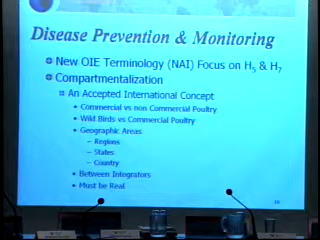 Disease Prevention & Monitoring
New OIE Terminology (NAI) Focus on H5 & H7
Compartmentalization
An Accepted International Concept
Commercial vs non Commercial Poultry
Wild Birds vs Commercial Poultry
Geographic Areas
– Regions
– States
– Country
Between Integrators
Must be Real